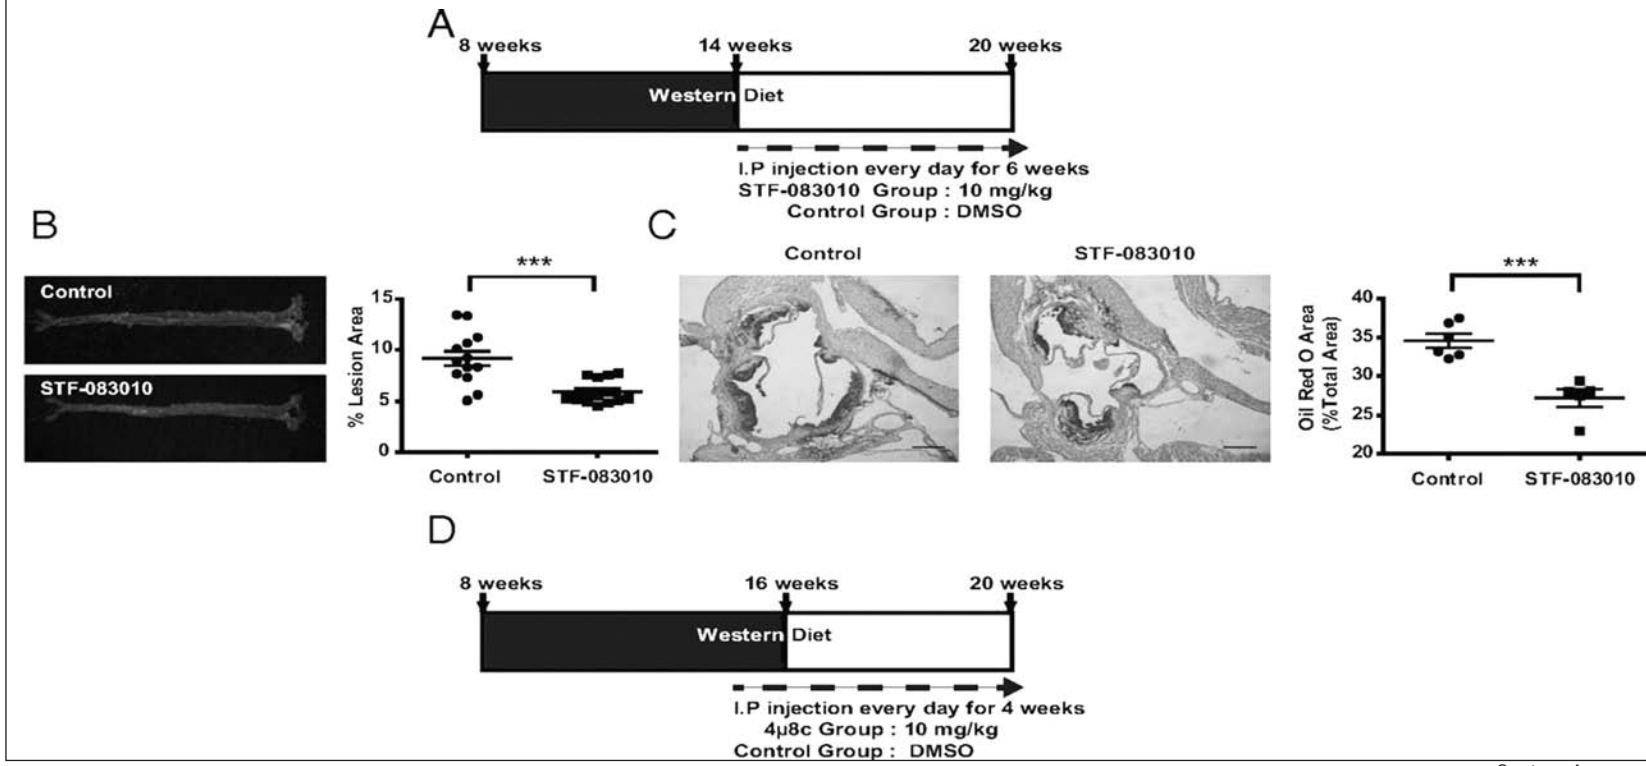 A
8 weeks 14 weeks 20 weeks
Western Diet
I.P injection every day for 6 weeks
STF-083010 Group : 10 mg/kg
Control Group : DMSO
B
Control
STF-083010
***
% Lesion Area
15
10
5
0
Control STF-083010
C
Control STF-083010
***
Oil Red O Area
(%Total Area)
40
35
30
25
20
Control STF-083010
D
8 weeks 16 weeks 20 weeks
Western Diet
I.P injection every day for 4 weeks
4µ8c Group : 10 mg/kg
Control Group : DMSO